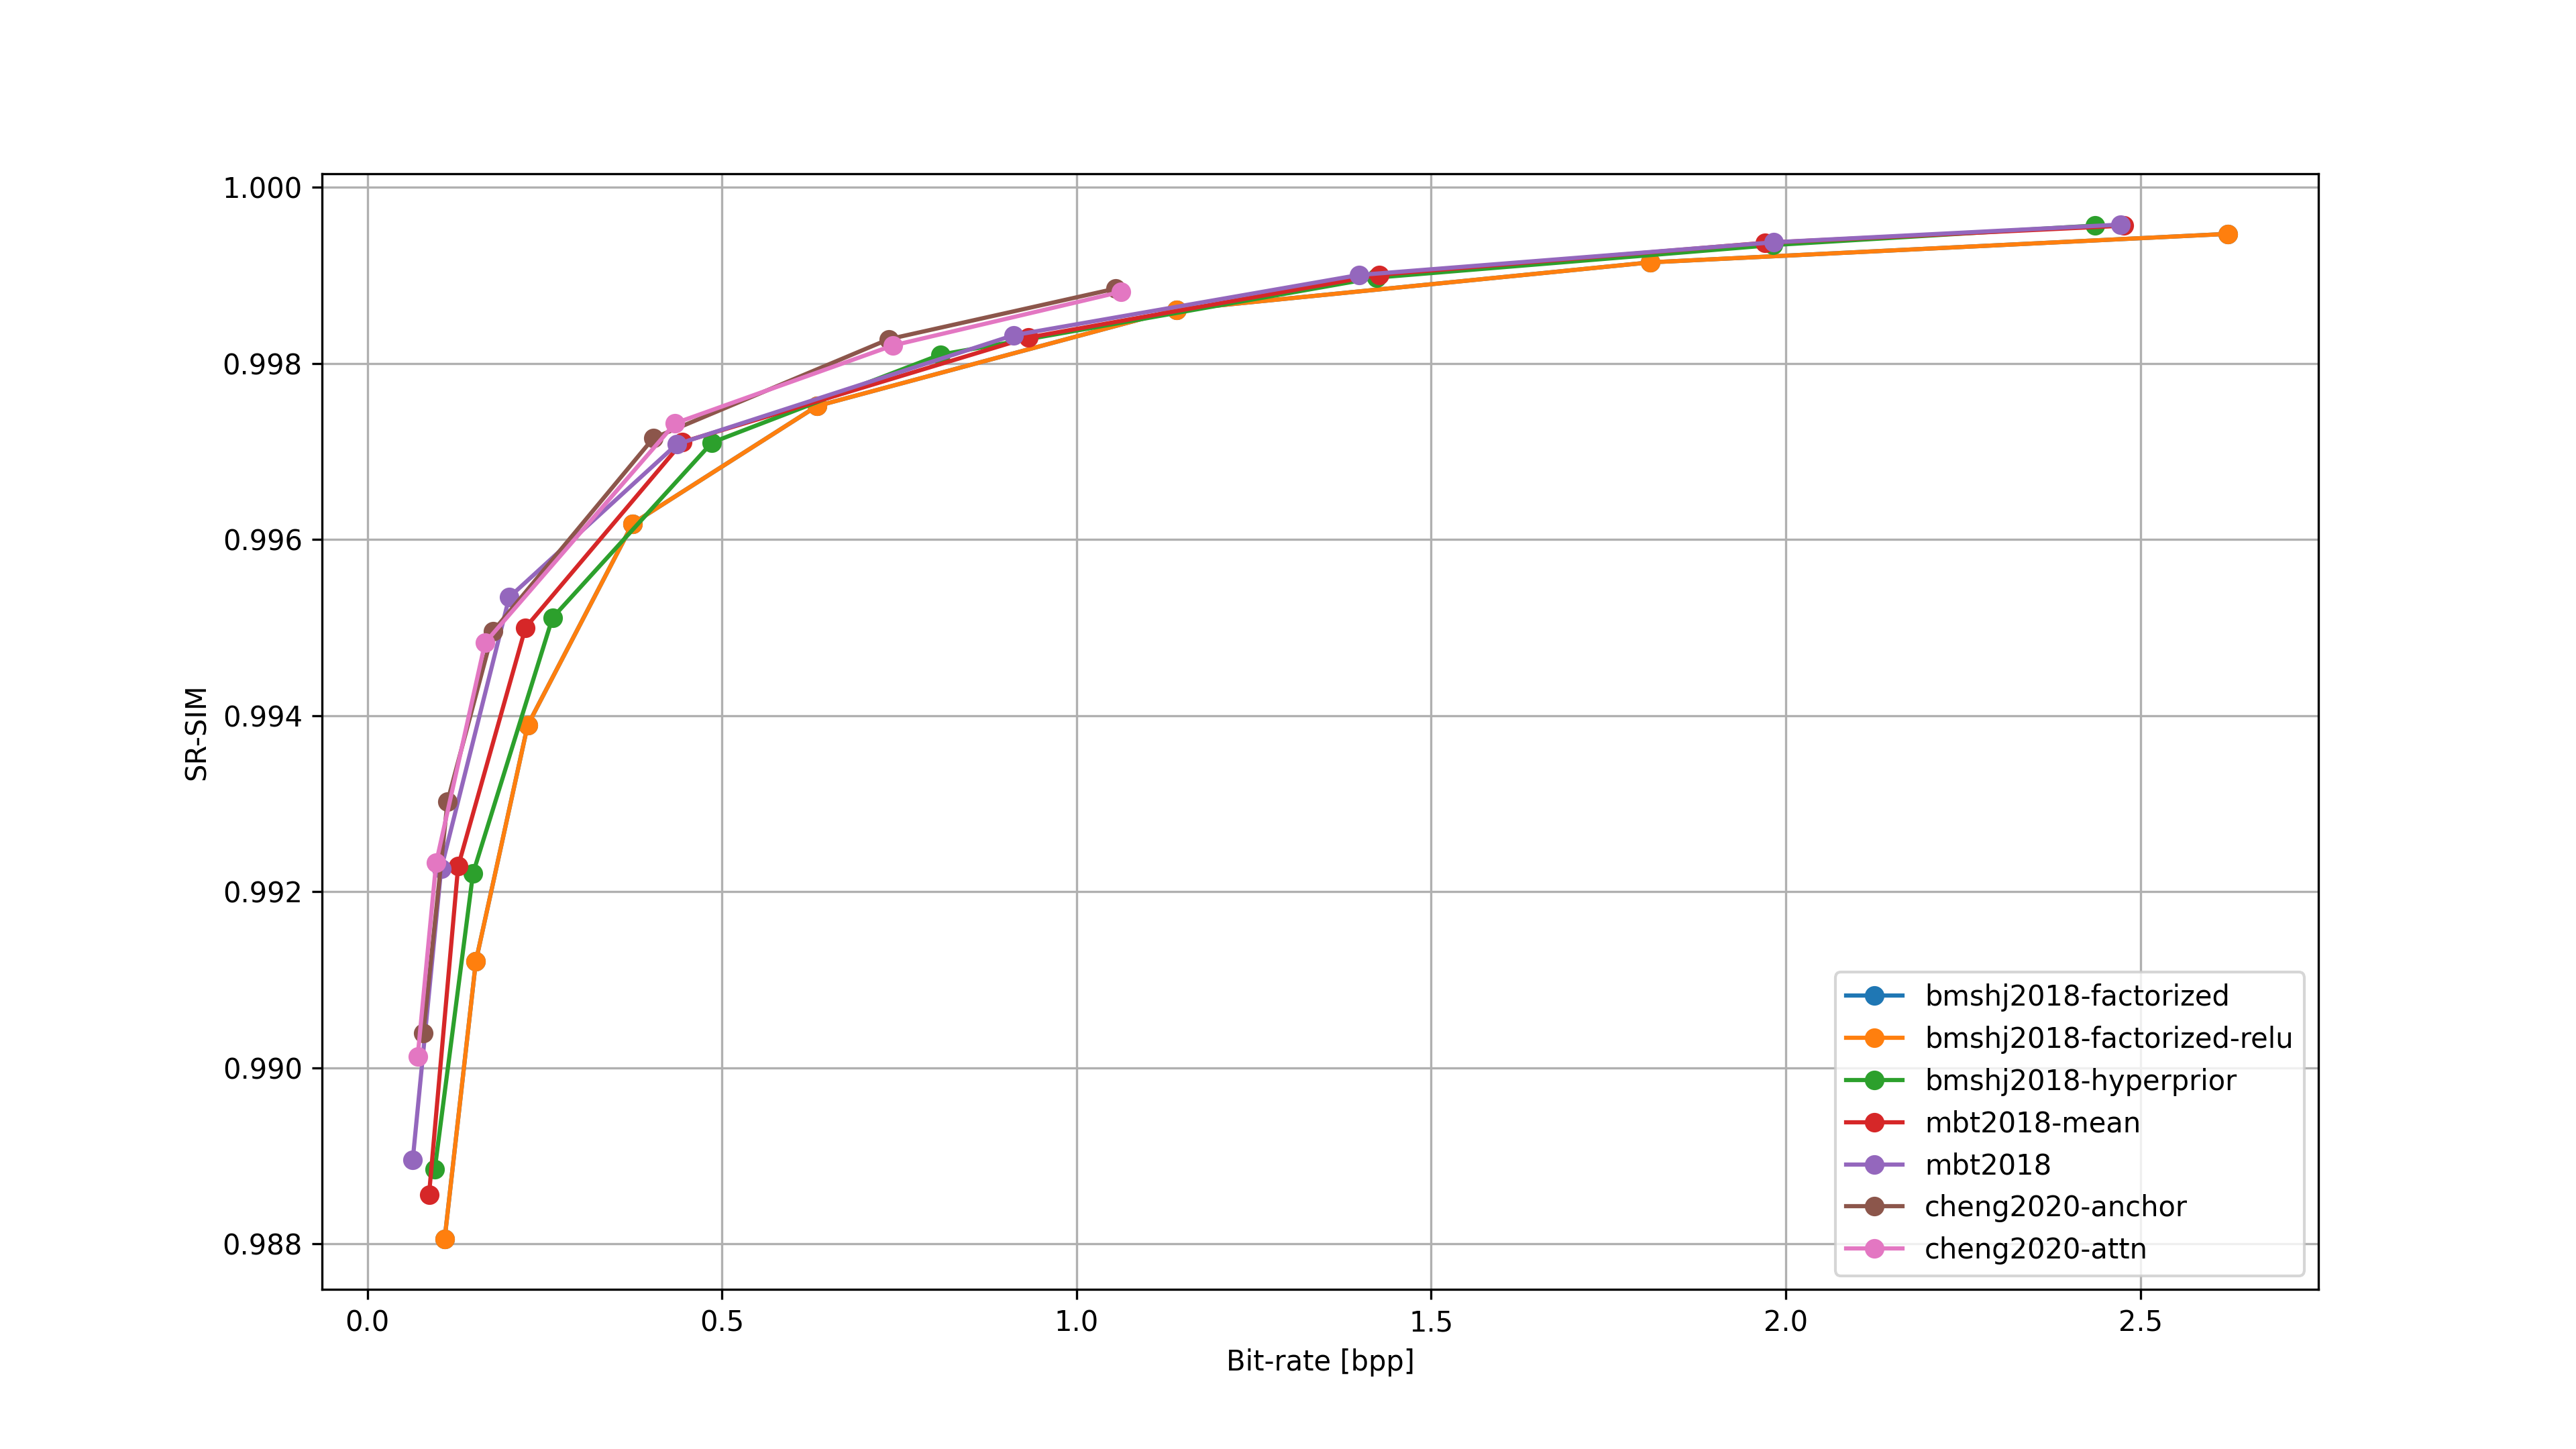 1.000
0.998
0.996
0.994
0.992
0.990
0.988
SR-SIM
0.0 0.5 1.0 1.5 2.0 2.5
Bit-rate [bpp]
bmshj2018-factorized
bmshj2018-factorized-relu
bmshj2018-hyperprior
mbt2018-mean
mbt2018
cheng2020-anchor
cheng2020-attn